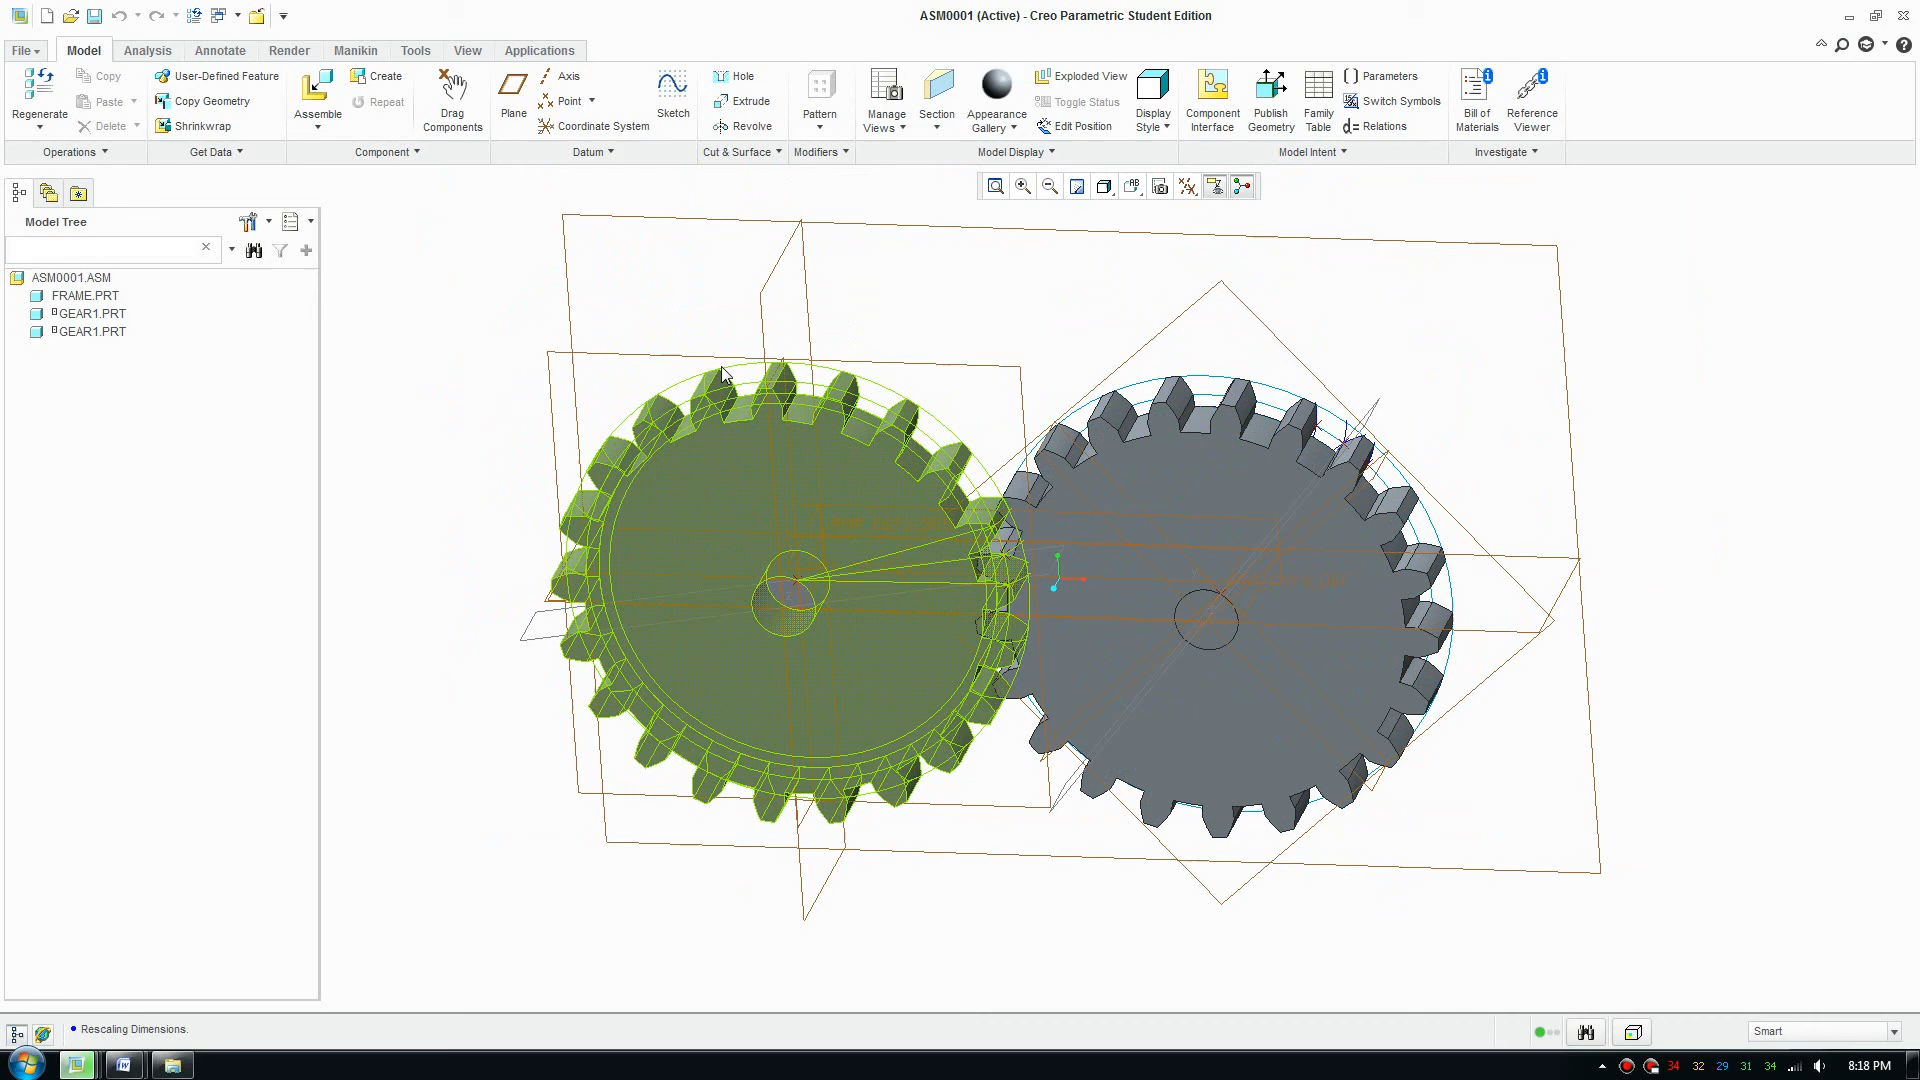 ASM0001 (Active) - Creo Parametric Student Edition
File Model Analysis Annotate Render Manikin Tools View Applications
Regenerate
Copy
Paste
Delete
Operations
User-Defined Feature
Copy Geometry
Shrinkwrap
Get Data
Assemble
Create
Repeat
Drag
Components
Component
Plane
Axis
Point
Coordinate System
Sketch
Datum
Hole
Extrude
Revolve
Cut & Surface
Pattern
Modifiers
Manage
Views
Section
Appearance
Gallery
Exploded View
Toggle Status
Edit Position
Display
Style
Model Display
Component
Interface
Publish
Geometry
Family
Table
Parameters
Switch Symbols
Relations
Model Intent
Bill of
Materials
Reference
Viewer
Investigate
Model Tree
ASM0001.ASM
FRAME.PRT
GEAR1.PRT
GEAR1.PRT
Rescaling Dimensions.
Smart
34 32 29 31 34
8:18 PM